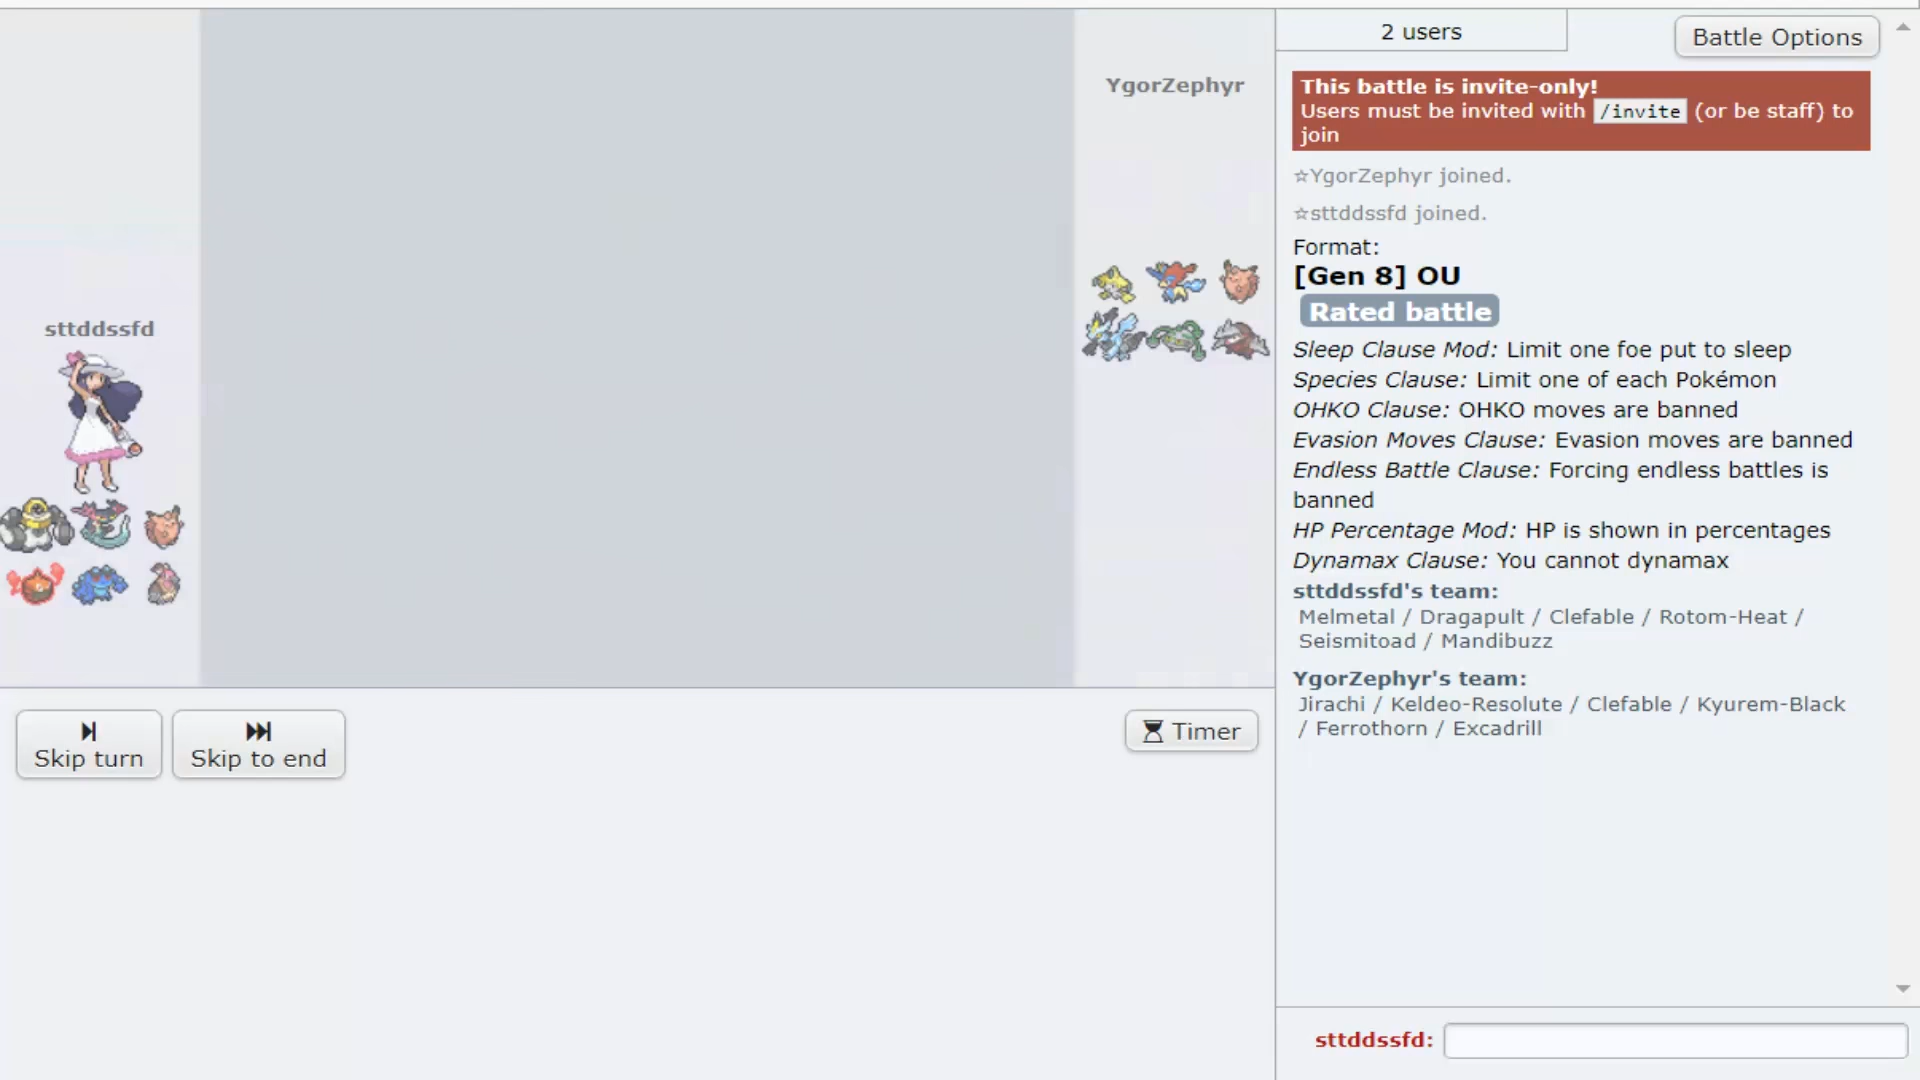 2 users
Battle Options
This battle is invite-only!
Users must be invited with /invite (or be staff) to
join
☆YgorZephyr joined.
☆sttddssfd joined.
Format:
[Gen 8] OU
Rated battle
Sleep Clause Mod: Limit one foe put to sleep
Species Clause: Limit one of each Pokémon
OHKO Clause: OHKO moves are banned
Evasion Moves Clause: Evasion moves are banned
Endless Battle Clause: Forcing endless battles is
banned
HP Percentage Mod: HP is shown in percentages
Dynamax Clause: You cannot dynamax
sttddssfd's team:
Melmetal / Dragapult / Clefable / Rotom-Heat /
Seismitoad / Mandibuzz
YgorZephyr's team:
Jirachi / Keldeo-Resolute / Clefable / Kyurem-Black
/ Ferrothorn / Excadrill
sttddssfd:
YgorZephyr
sttddssfd
Skip turn
Skip to end
Timer